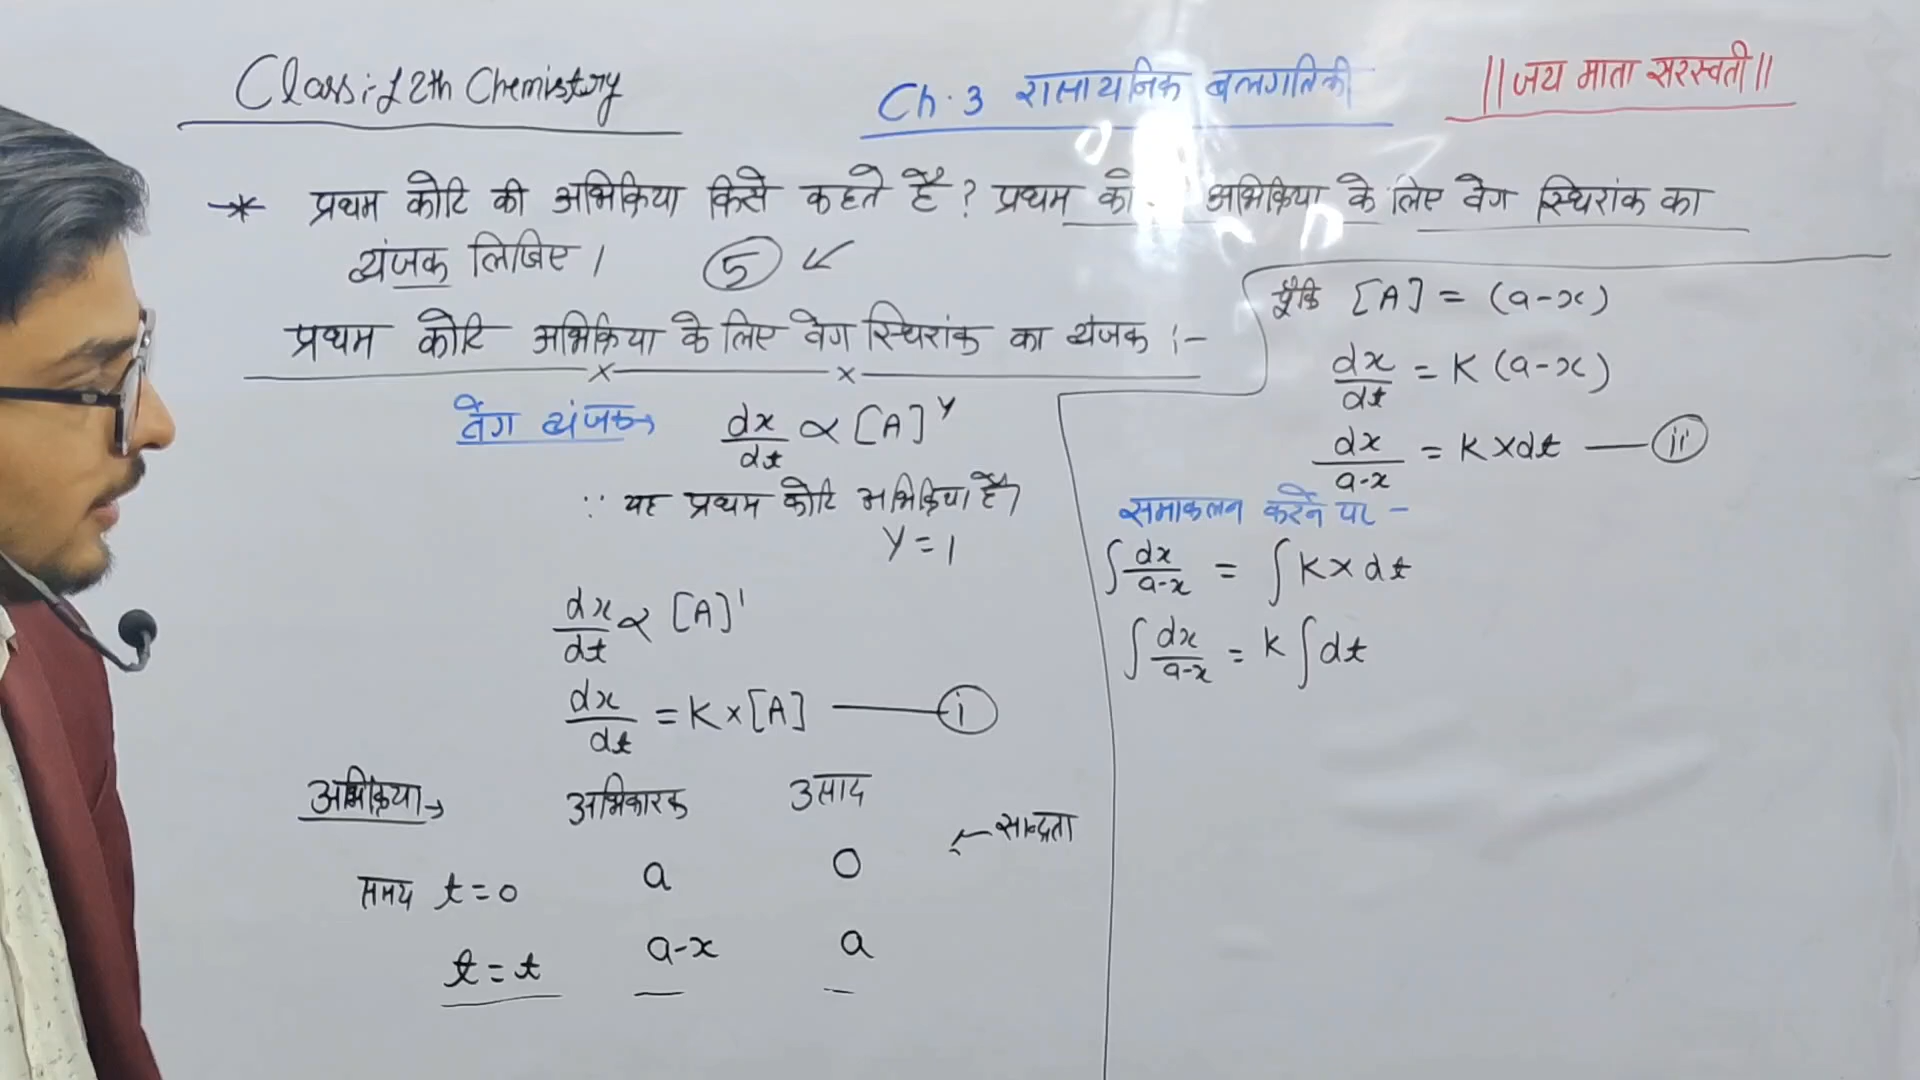 Class:-12th Chemistry
Ch.3 रासायनिक बलगतिकी
||जय माता सरस्वती||
* प्रथम कोटि की अभिक्रिया किसे कहते है? प्रथम को अभिक्रिया के लिए वेग स्थिरांक का
व्यंजक लिखिए। (5) ↙
प्रथम कोटि अभिक्रिया के लिए वेग स्थिरांक का व्यंजक :-
वेग व्यंजक→ dx/dt ∝ [A]^y
∵ यह प्रथम कोटि अभिक्रिया है।
y=1
dx/dt ∝ [A]^1
dx/dt = K×[A] —— (i)
अभिक्रिया→ अभिकारक उत्पाद
←सान्द्रता
समय t=0 a 0
t=t a-x a
चूँकि [A] = (a-x)
dx/dt = K (a-x)
dx/a-x = K×dt —— (ii)
समाकलन करने पर -
∫dx/a-x = ∫K×dt
∫dx/a-x = K∫dt